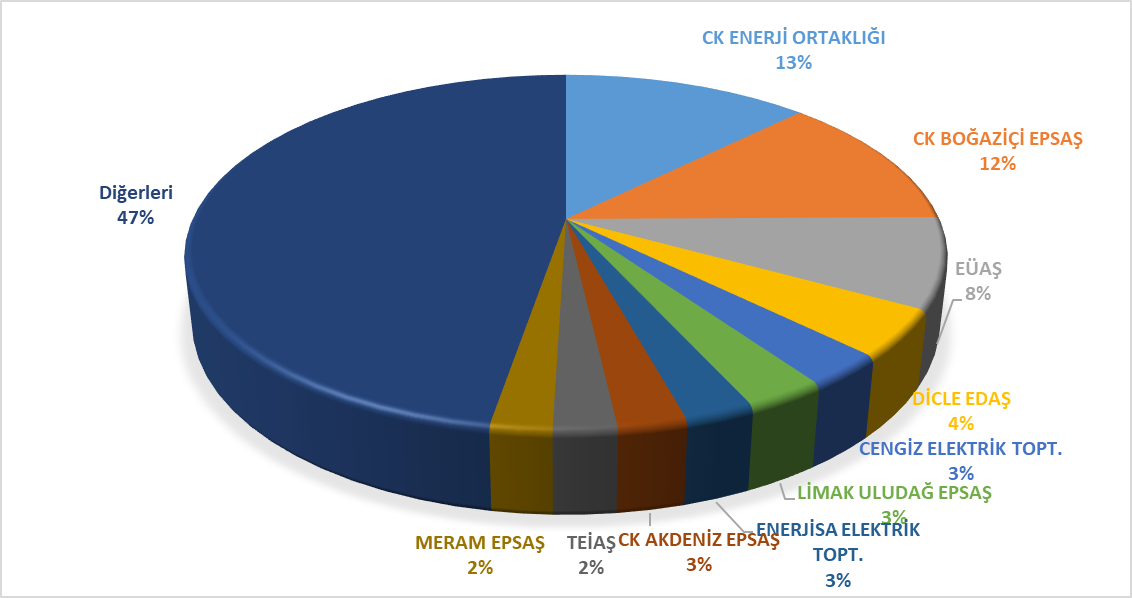 CK ENERJİ ORTAKLIĞI
13%
CK BOĞAZİÇİ EPSAŞ
12%
EÜAŞ
8%
DİCLE EDAŞ
4%
CENGİZ ELEKTRİK TOPT.
3%
LİMAK ULUDAĞ EPSAŞ
3%
ENERJİSA ELEKTRİK
TOPT.
3%
CK AKDENİZ EPSAŞ
3%
TEİAŞ
2%
MERAM EPSAŞ
2%
Diğerleri
47%